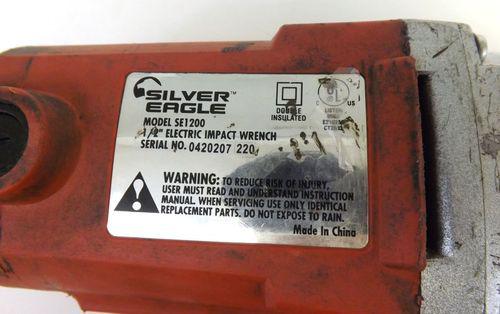 SILVER
EAGLE
MODEL SE1200
1/2" ELECTRIC IMPACT WRENCH
SERIAL NO. 0420207 220
DOUBLE
INSULATED
C US
LISTED
WARNING: TO REDUCE RISK OF INJURY,
USER MUST READ AND UNDERSTAND INSTRUCTION
MANUAL. WHEN SERVICING USE ONLY IDENTICAL
REPLACEMENT PARTS. DO NOT EXPOSE TO RAIN.
Made In China